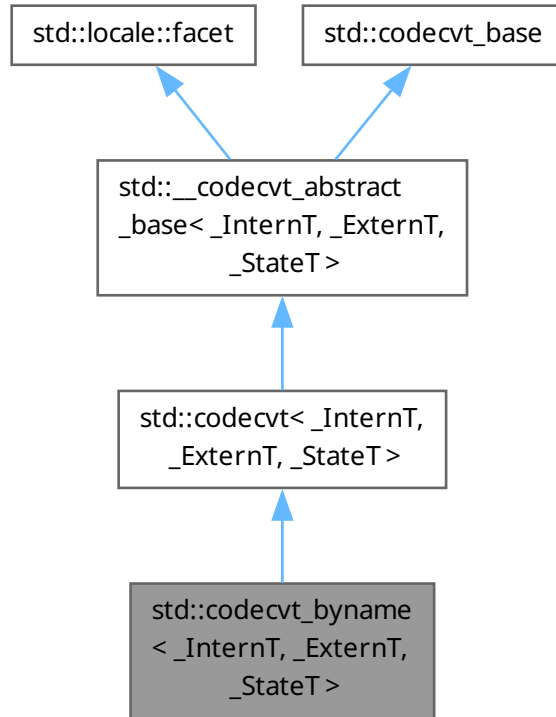 std::locale::facet
std::codecvt_base
std::__codecvt_abstract
_base< _InternT, _ExternT,
_StateT >
std::codecvt< _InternT,
_ExternT, _StateT >
std::codecvt_byname
< _InternT, _ExternT,
_StateT >